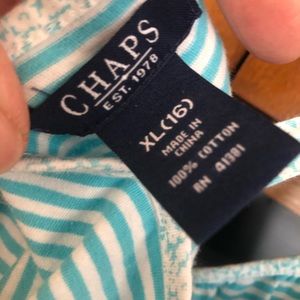 CHAPS
EST. 1978
XL(16)
MADE IN
CHINA
100% COTTON
RN 41381